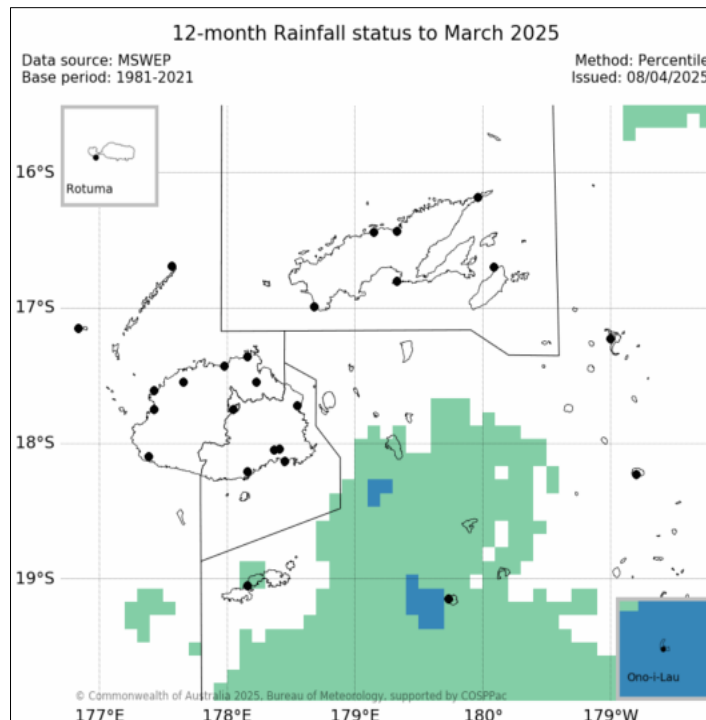 12-month Rainfall status to March 2025
Data source: MSWEP
Base period: 1981-2021
Method: Percentile
Issued: 08/04/2025
Rotuma
16°S
17°S
18°S
19°S
Ono-i-Lau
© Commonwealth of Australia 2025, Bureau of Meteorology, supported by COSPPac
177°E 178°E 179°E 180° 179°W